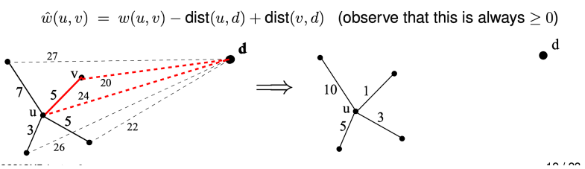 ŵ(u, v) = w(u, v) − dist(u, d) + dist(v, d) (observe that this is always ≥ 0)
27
d
d
v
20
7
5
24
10
1
u
5
u
3
3
22
5
26